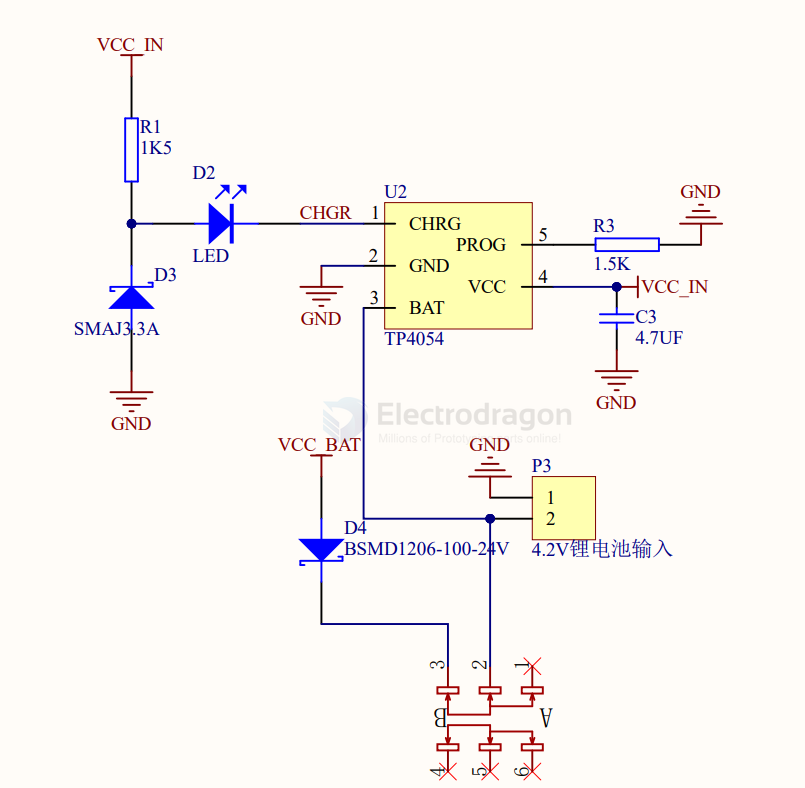 VCC_IN
R1
1K5
D2
LED
CHGR
D3
SMAJ3.3A
GND
U2
1
CHRG
2
GND
3
BAT
PROG
5
VCC
4
TP4054
GND
R3
1.5K
GND
VCC_IN
C3
4.7UF
GND
Electrodragon
Millions of Prototype Parts online!
VCC_BAT
GND
P3
1
2
4.2V锂电池输入
D4
BSMD1206-100-24V
3
2
1
B
A
4
5
6